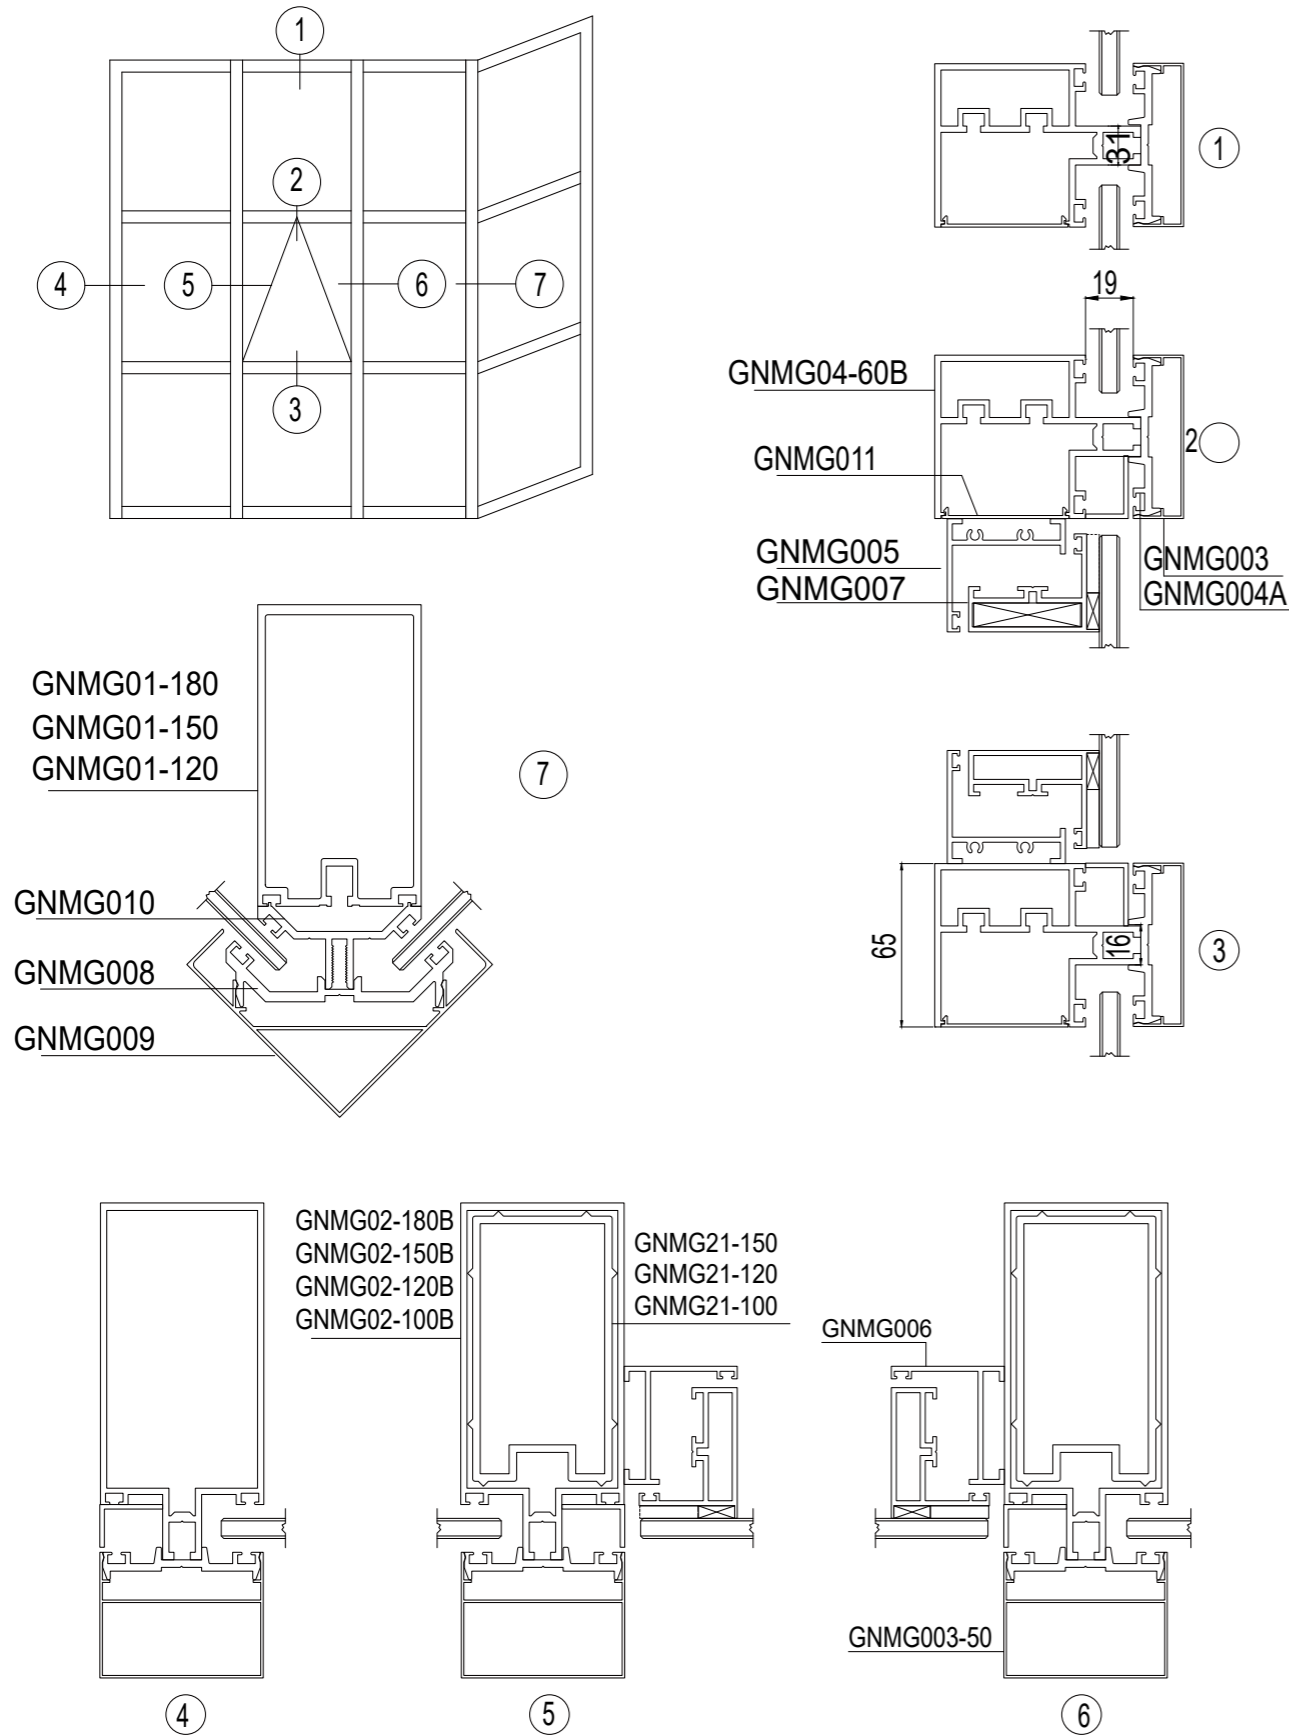 1
2
3
4
5
6
7
31
1
19
GNMG04-60B
GNMG011
2
GNMG005
GNMG007
GNMG003
GNMG004A
GNMG01-180
GNMG01-150
GNMG01-120
7
GNMG010
GNMG008
GNMG009
65
16
3
GNMG02-180B
GNMG02-150B
GNMG02-120B
GNMG02-100B
GNMG21-150
GNMG21-120
GNMG21-100
GNMG006
GNMG003-50
4
5
6